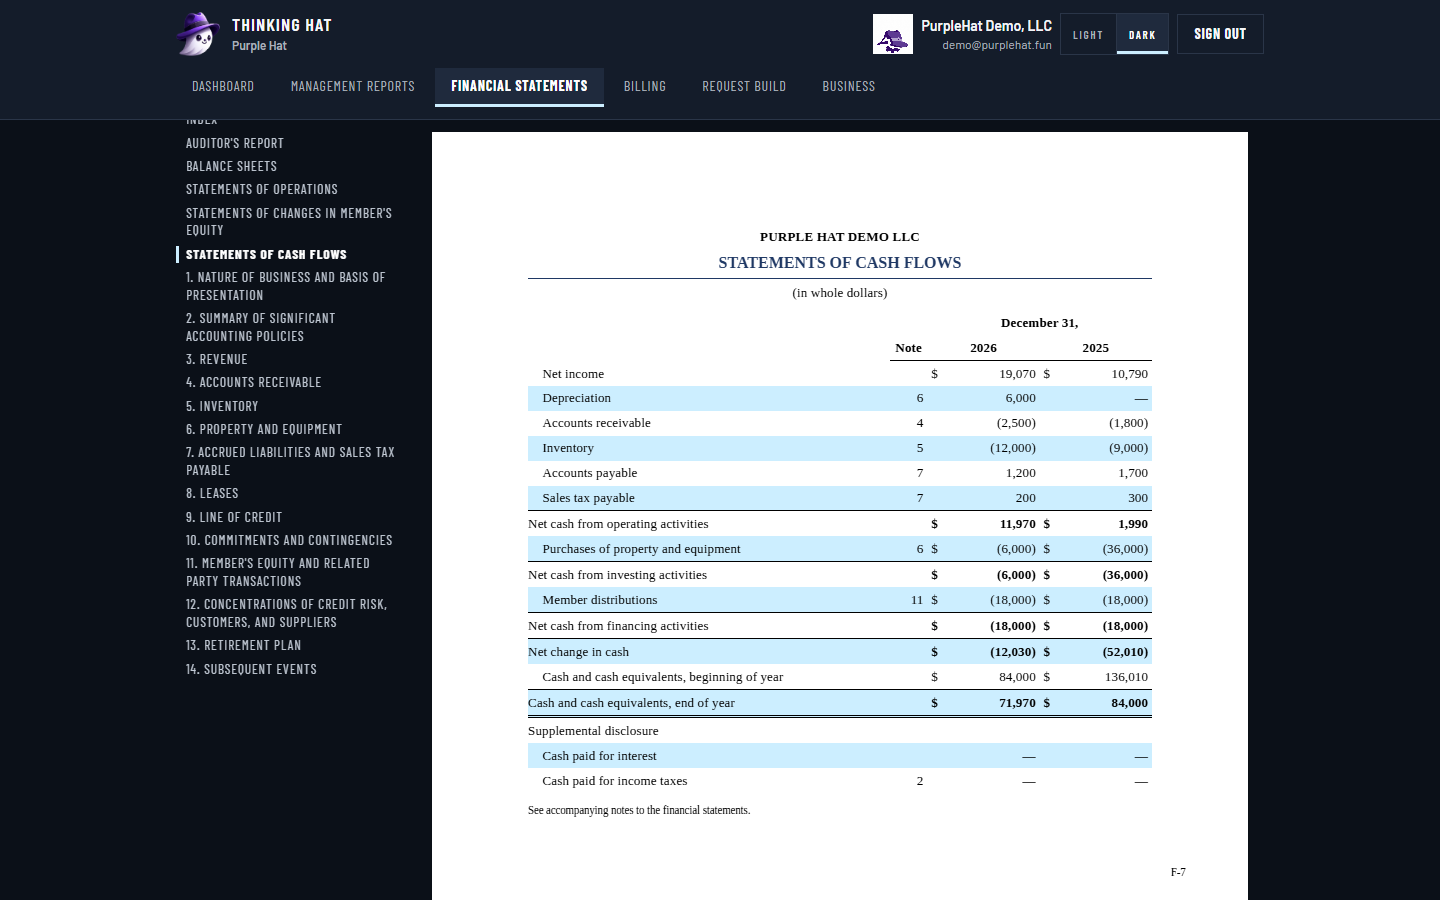 THINKING HAT
Purple Hat
PurpleHat Demo, LLC
demo@purplehat.fun
LIGHT
DARK
SIGN OUT
DASHBOARD
MANAGEMENT REPORTS
FINANCIAL STATEMENTS
BILLING
REQUEST BUILD
BUSINESS
INDEX
AUDITOR'S REPORT
BALANCE SHEETS
STATEMENTS OF OPERATIONS
STATEMENTS OF CHANGES IN MEMBER'S
EQUITY
STATEMENTS OF CASH FLOWS
1. NATURE OF BUSINESS AND BASIS OF
PRESENTATION
2. SUMMARY OF SIGNIFICANT
ACCOUNTING POLICIES
3. REVENUE
4. ACCOUNTS RECEIVABLE
5. INVENTORY
6. PROPERTY AND EQUIPMENT
7. ACCRUED LIABILITIES AND SALES TAX
PAYABLE
8. LEASES
9. LINE OF CREDIT
10. COMMITMENTS AND CONTINGENCIES
11. MEMBER'S EQUITY AND RELATED
PARTY TRANSACTIONS
12. CONCENTRATIONS OF CREDIT RISK,
CUSTOMERS, AND SUPPLIERS
13. RETIREMENT PLAN
14. SUBSEQUENT EVENTS
PURPLE HAT DEMO LLC
STATEMENTS OF CASH FLOWS
(in whole dollars)
December 31,
Note 2026 2025
Net income $ 19,070 $ 10,790
Depreciation 6 6,000 —
Accounts receivable 4 (2,500) (1,800)
Inventory 5 (12,000) (9,000)
Accounts payable 7 1,200 1,700
Sales tax payable 7 200 300
Net cash from operating activities $ 11,970 $ 1,990
Purchases of property and equipment 6 $ (6,000) $ (36,000)
Net cash from investing activities $ (6,000) $ (36,000)
Member distributions 11 $ (18,000) $ (18,000)
Net cash from financing activities $ (18,000) $ (18,000)
Net change in cash $ (12,030) $ (52,010)
Cash and cash equivalents, beginning of year $ 84,000 136,010
Cash and cash equivalents, end of year $ 71,970 $ 84,000
Supplemental disclosure
Cash paid for interest — —
Cash paid for income taxes 2 — —
See accompanying notes to the financial statements.
F-7